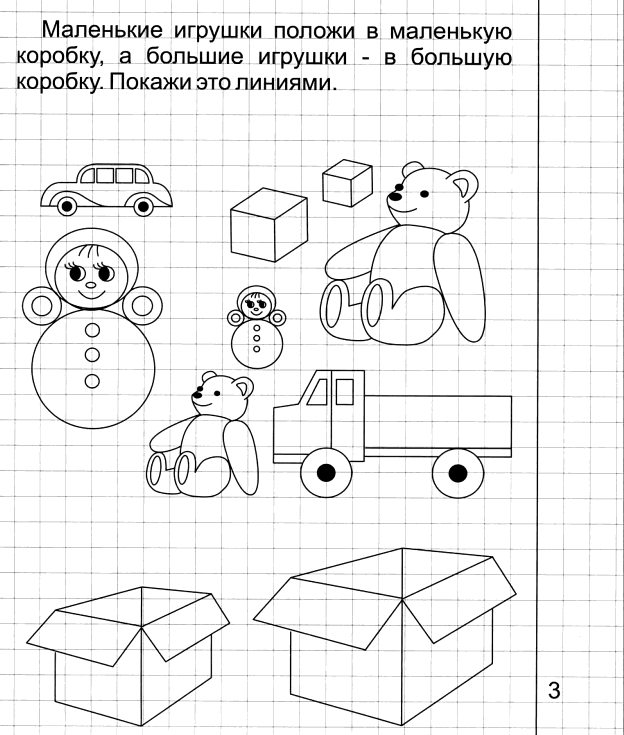 Маленькие игрушки положи в маленькую
коробку, а большие игрушки - в большую
коробку. Покажи это линиями.
3